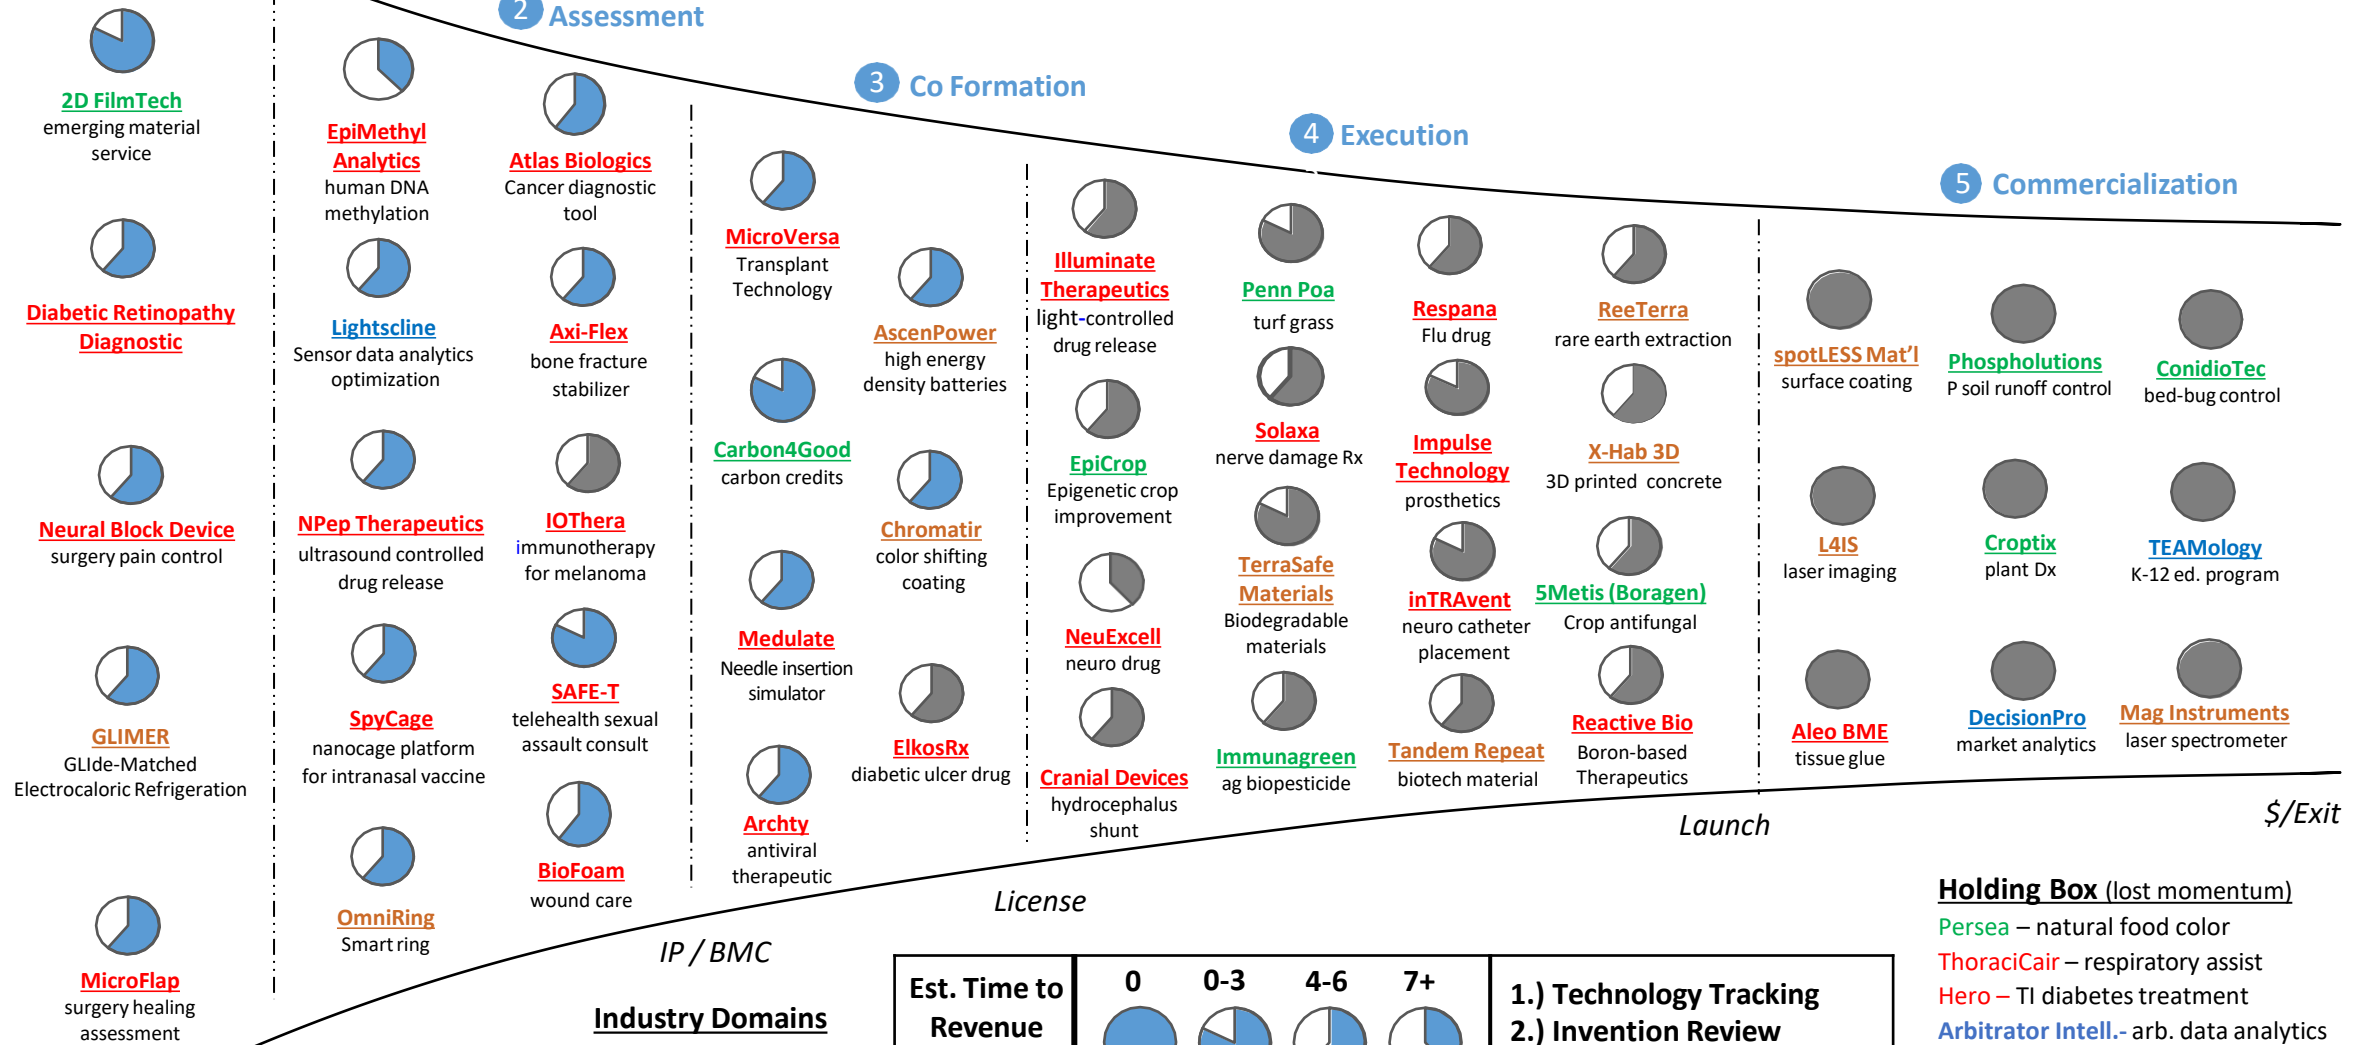 2 Assessment
3 Co Formation
4 Execution
5 Commercialization
2D FilmTech
emerging material
service
Diabetic Retinopathy
Diagnostic
Neural Block Device
surgery pain control
GLIMER
GLIde-Matched
Electrocaloric Refrigeration
MicroFlap
surgery healing
assessment
EpiMethyl
Analytics
human DNA
methylation
Lightscline
Sensor data analytics
optimization
NPep Therapeutics
ultrasound controlled
drug release
SpyCage
nanocage platform
for intranasal vaccine
OmniRing
Smart ring
Atlas Biologics
Cancer diagnostic
tool
Axi-Flex
bone fracture
stabilizer
IOThera
immunotherapy
for melanoma
SAFE-T
telehealth sexual
assault consult
BioFoam
wound care
MicroVersa
Transplant
Technology
Carbon4Good
carbon credits
Medulate
Needle insertion
simulator
Archty
antiviral
therapeutic
AscenPower
high energy
density batteries
Chromatir
color shifting
coating
ElkosRx
diabetic ulcer drug
Illuminate
Therapeutics
light-controlled
drug release
EpiCrop
Epigenetic crop
improvement
NeuExcell
neuro drug
Cranial Devices
hydrocephalus
shunt
Penn Poa
turf grass
Solaxa
nerve damage Rx
TerraSafe
Materials
Biodegradable
materials
Immunagreen
ag biopesticide
Respana
Flu drug
Impulse
Technology
prosthetics
inTRAvent
neuro catheter
placement
Tandem Repeat
biotech material
ReeTerra
rare earth extraction
X-Hab 3D
3D printed concrete
5Metis (Boragen)
Crop antifungal
Reactive Bio
Boron-based
Therapeutics
spotLESS Mat'l
surface coating
L4IS
laser imaging
Aleo BME
tissue glue
Phospholutions
P soil runoff control
Croptix
plant Dx
DecisionPro
market analytics
ConidioTec
bed-bug control
TEAMology
K-12 ed. program
Mag Instruments
laser spectrometer
IP / BMC
License
Launch
$/Exit
Industry Domains
Est. Time to
Revenue
0 0-3 4-6 7+
1.) Technology Tracking
2.) Invention Review
Holding Box (lost momentum)
Persea – natural food color
ThoraciCair – respiratory assist
Hero – TI diabetes treatment
Arbitrator Intell.- arb. data analytics